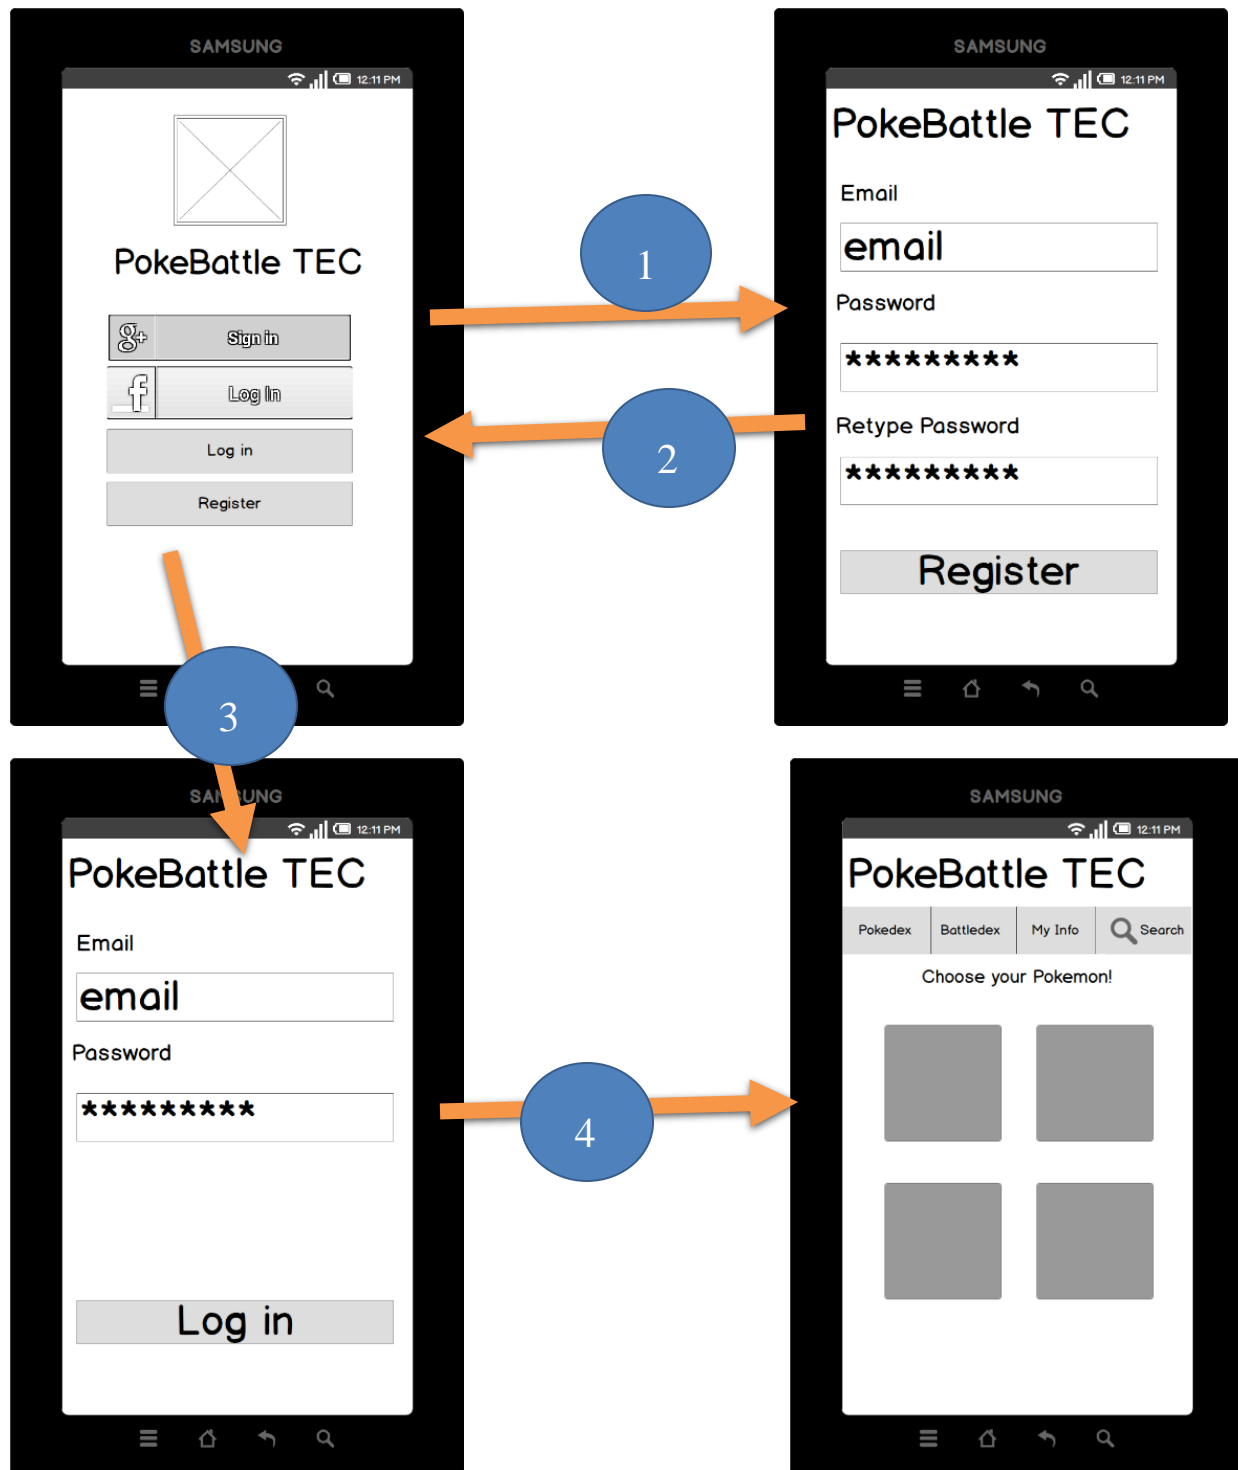 SAMSUNG
12:11 PM
PokeBattle TEC
g+ Sign in
f Log In
Log in
Register
1
2
SAMSUNG
12:11 PM
PokeBattle TEC
Email
email
Password
*********
Retype Password
*********
Register
3
SAMSUNG
12:11 PM
PokeBattle TEC
Email
email
Password
*********
Log in
4
SAMSUNG
12:11 PM
PokeBattle TEC
Pokedex Battledex My Info Search
Choose your Pokemon!